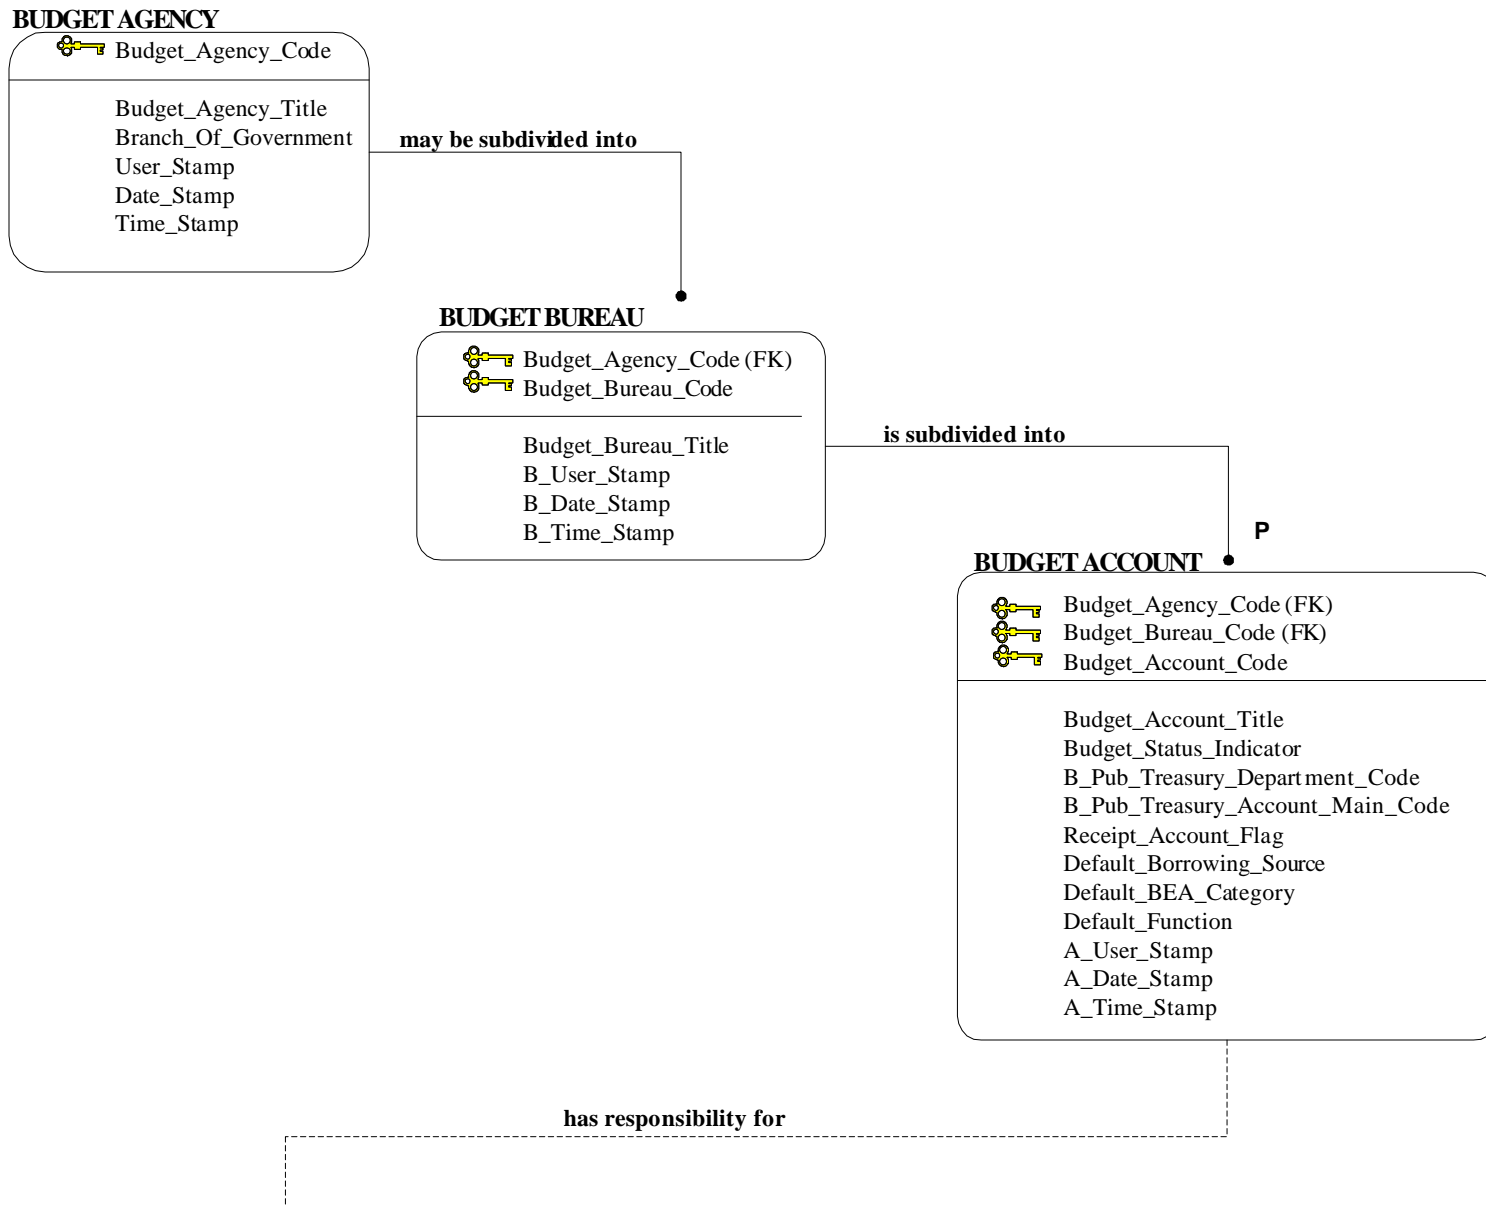 BUDGET AGENCY
Budget_Agency_Code
Budget_Agency_Title
Branch_Of_Government
User_Stamp
Date_Stamp
Time_Stamp
may be subdivided into
BUDGET BUREAU
Budget_Agency_Code (FK)
Budget_Bureau_Code
Budget_Bureau_Title
B_User_Stamp
B_Date_Stamp
B_Time_Stamp
is subdivided into
P
BUDGET ACCOUNT
Budget_Agency_Code (FK)
Budget_Bureau_Code (FK)
Budget_Account_Code
Budget_Account_Title
Budget_Status_Indicator
B_Pub_Treasury_Department_Code
B_Pub_Treasury_Account_Main_Code
Receipt_Account_Flag
Default_Borrowing_Source
Default_BEA_Category
Default_Function
A_User_Stamp
A_Date_Stamp
A_Time_Stamp
has responsibility for